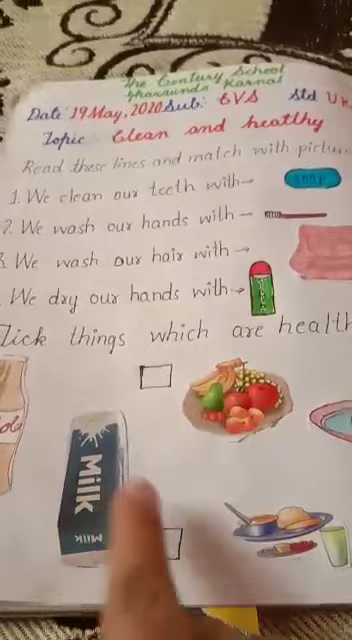 The Century School
Gharaunda Karnal
Date: 19 May, 2020 Sub: EVS Std UK
Topic Clean and healthy
Read these lines and match with
1. We clean our teeth with→
SOAP
2. We wash our hands with→
3. We wash our hair with→
We dry our hands with→
Tick things which are health
Milk
Milk